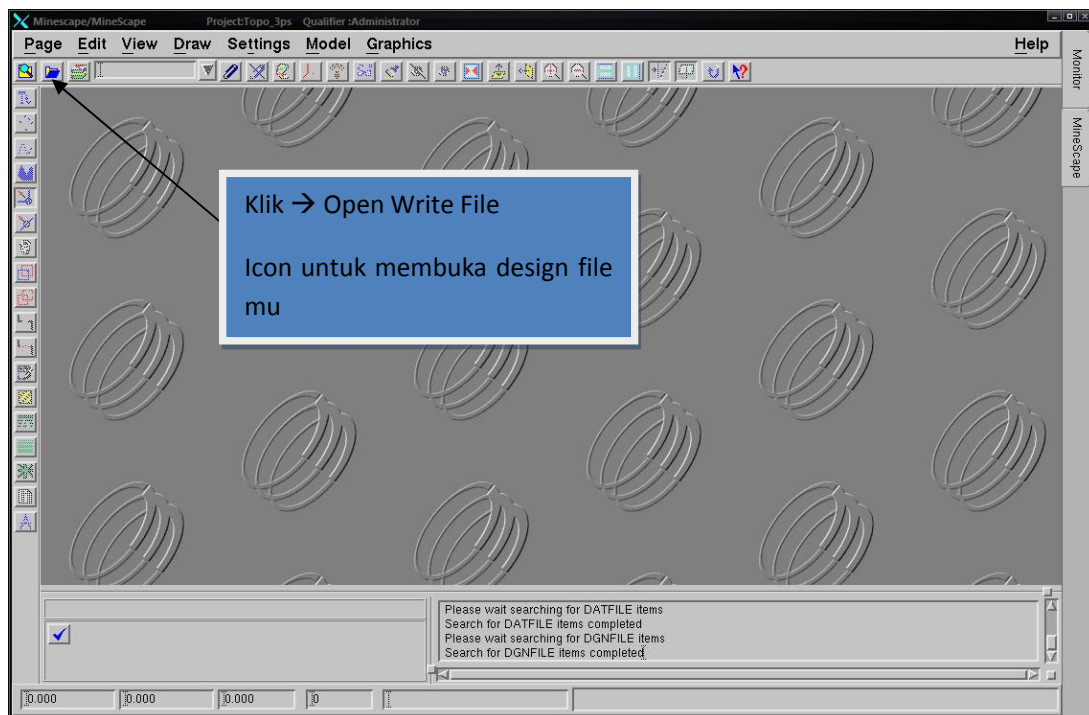 Minescape/MineScape Project:Topo_3ps Qualifier :Administrator
Page Edit View Draw Settings Model Graphics Help
Monitor
MineScape
Klik → Open Write File
Icon untuk membuka design file
mu
Please wait searching for DATFILE items
Search for DATFILE items completed
Please wait searching for DGNFILE items
Search for DGNFILE items completed
0.000 0.000 0.000 0